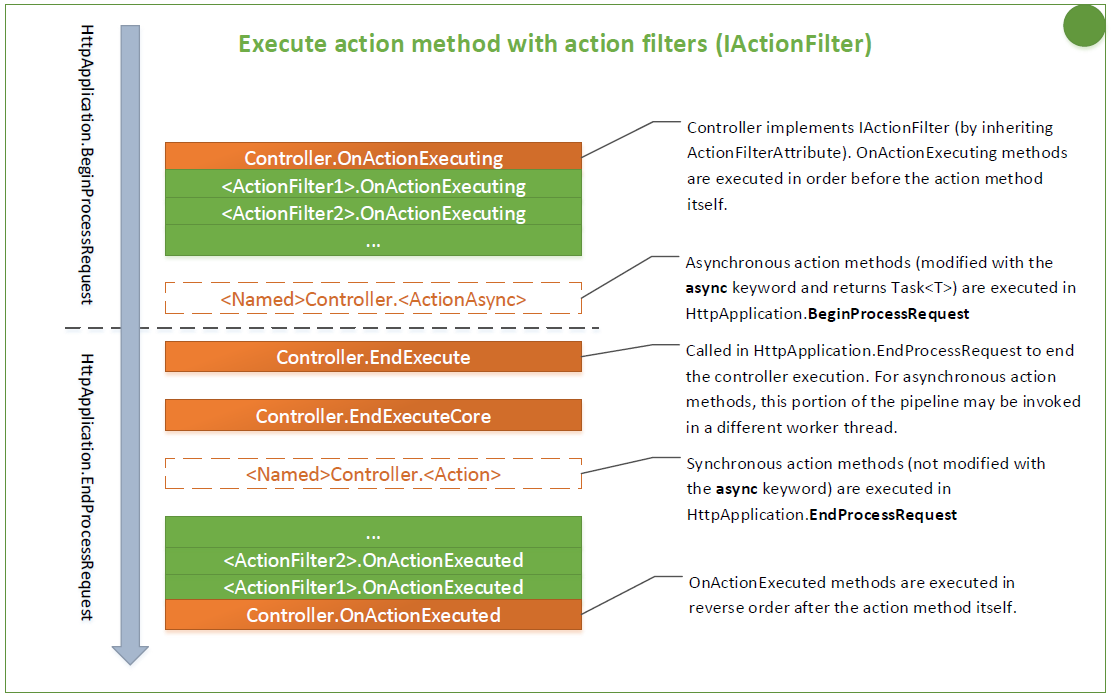 Execute action method with action filters (IActionFilter)
HttpApplication.BeginProcessRequest
Controller.OnActionExecuting
<ActionFilter1>.OnActionExecuting
<ActionFilter2>.OnActionExecuting
...
Controller implements IActionFilter (by inheriting
ActionFilterAttribute). OnActionExecuting methods
are executed in order before the action method
itself.
<Named>Controller.<ActionAsync>
Asynchronous action methods (modified with the
async keyword and returns Task<T>) are executed in
HttpApplication.BeginProcessRequest
HttpApplication.EndProcessRequest
Controller.EndExecute
Called in HttpApplication.EndProcessRequest to end
the controller execution. For asynchronous action
methods, this portion of the pipeline may be invoked
in a different worker thread.
Controller.EndExecuteCore
<Named>Controller.<Action>
Synchronous action methods (not modified with
the async keyword) are executed in
HttpApplication.EndProcessRequest
...
<ActionFilter2>.OnActionExecuted
<ActionFilter1>.OnActionExecuted
Controller.OnActionExecuted
OnActionExecuted methods are executed in
reverse order after the action method itself.